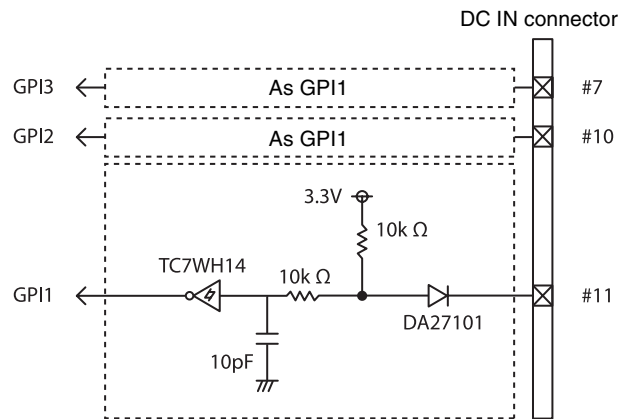 DC IN connector
GPI3
As GPI1
#7
GPI2
As GPI1
#10
3.3V
10k Ω
TC7WH14
10k Ω
GPI1
#11
DA27101
10pF